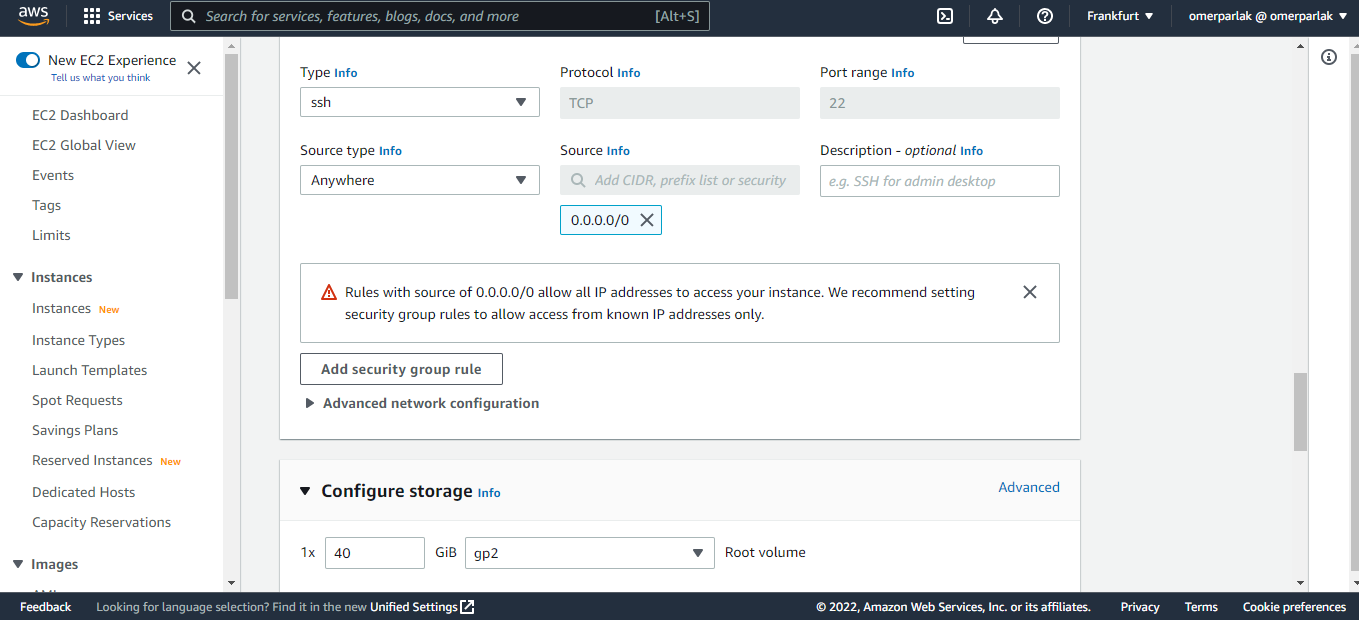 aws
Services
Search for services, features, blogs, docs, and more [Alt+S]
Frankfurt
omerparlak @ omerparlak
New EC2 Experience
Tell us what you think
EC2 Dashboard
EC2 Global View
Events
Tags
Limits
Instances
Instances New
Instance Types
Launch Templates
Spot Requests
Savings Plans
Reserved Instances New
Dedicated Hosts
Capacity Reservations
Images
Type Info
ssh
Protocol Info
TCP
Port range Info
22
Source type Info
Anywhere
Source Info
Add CIDR, prefix list or security
0.0.0.0/0
Description - optional Info
e.g. SSH for admin desktop
Rules with source of 0.0.0.0/0 allow all IP addresses to access your instance. We recommend setting
security group rules to allow access from known IP addresses only.
Add security group rule
Advanced network configuration
Configure storage Info
Advanced
1x 40 GiB gp2 Root volume
Feedback
Looking for language selection? Find it in the new Unified Settings
© 2022, Amazon Web Services, Inc. or its affiliates.
Privacy
Terms
Cookie preferences